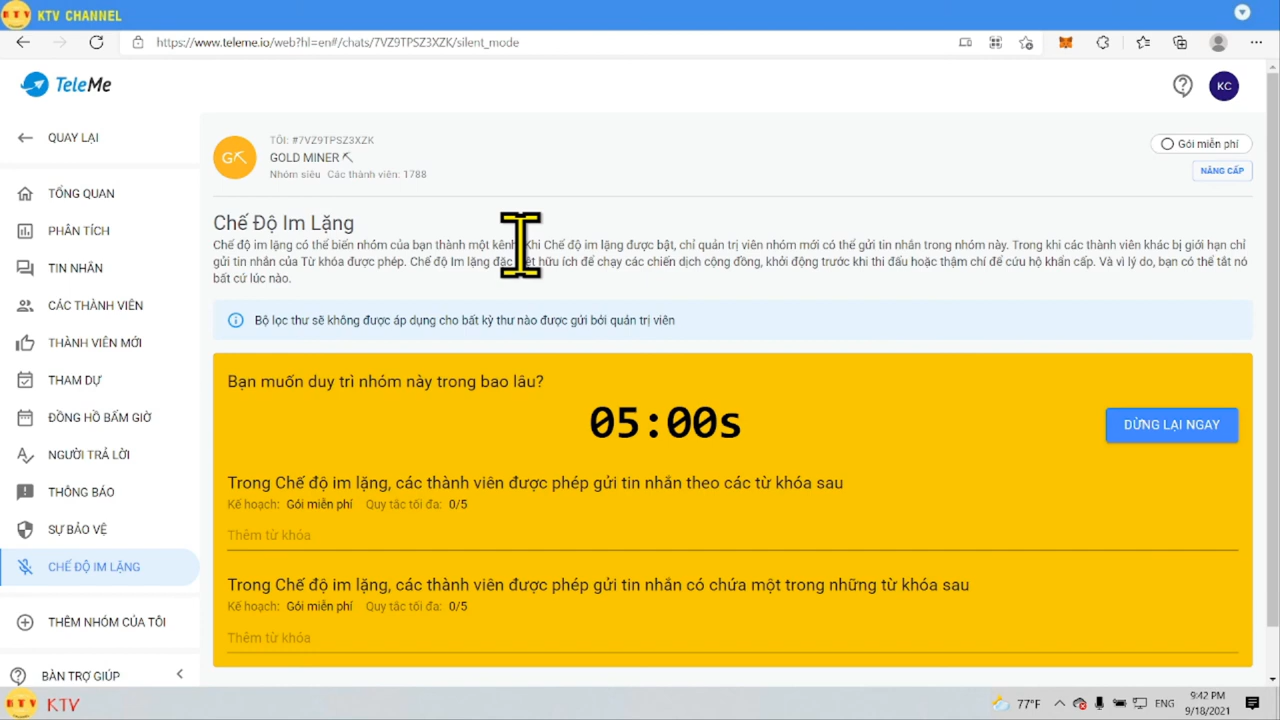 KTV KTV CHANNEL
https://www.teleme.io/web?hl=en#/chats/7VZ9TPSZ3XZK/silent_mode
TeleMe
KC
QUAY LẠI
TÔI: #7VZ9TPSZ3XZK
GOLD MINER
Nhóm siêu Các thành viên: 1788
Gói miễn phí
NÂNG CẤP
TỔNG QUAN
PHÂN TÍCH
TIN NHẮN
CÁC THÀNH VIÊN
THÀNH VIÊN MỚI
THAM DỰ
ĐỒNG HỒ BẤM GIỜ
NGƯỜI TRẢ LỜI
THÔNG BÁO
SỰ BẢO VỆ
CHẾ ĐỘ IM LẶNG
THÊM NHÓM CỦA TÔI
BÀN TRỢ GIÚP
Chế Độ Im Lặng
Chế độ im lặng có thể biến nhóm của bạn thành một kênh. Khi Chế độ im lặng được bật, chỉ quản trị viên nhóm mới có thể gửi tin nhắn trong nhóm này. Trong khi các thành viên khác bị giới hạn chỉ
gửi tin nhắn của Từ khóa được phép. Chế độ Im lặng đặc biệt hữu ích để chạy các chiến dịch cộng đồng, khởi động trước khi thi đấu hoặc thậm chí để cứu hộ khẩn cấp. Và vì lý do, bạn có thể tắt nó
bất cứ lúc nào.
Bộ lọc thư sẽ không được áp dụng cho bất kỳ thư nào được gửi bởi quản trị viên
Bạn muốn duy trì nhóm này trong bao lâu?
05:00s
DỪNG LẠI NGAY
Trong Chế độ im lặng, các thành viên được phép gửi tin nhắn theo các từ khóa sau
Kế hoạch: Gói miễn phí Quy tắc tối đa: 0/5
Thêm từ khóa
Trong Chế độ im lặng, các thành viên được phép gửi tin nhắn có chứa một trong những từ khóa sau
Kế hoạch: Gói miễn phí Quy tắc tối đa: 0/5
Thêm từ khóa
KTV KTV
77°F
ENG
9:42 PM
9/18/2021